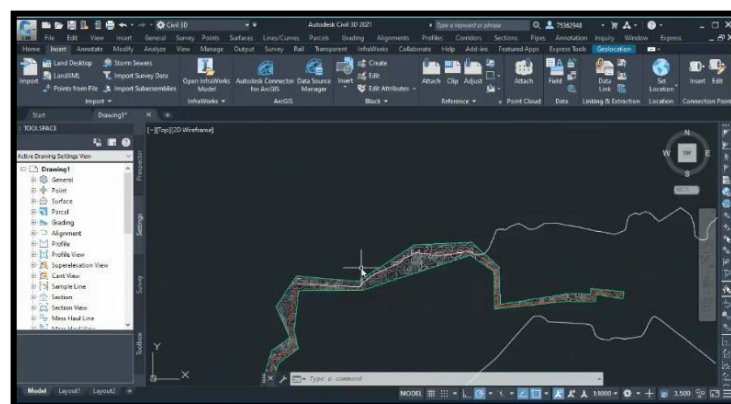 Civil 3D Autodesk Civil 3D 2021 Type a keyword or phrase 75362948
File Edit View Insert General Survey Points Surfaces Lines/Curves Parcels Grading Alignments Profiles Corridors Sections Pipes Annotation Inquiry Window Express
Home Insert Annotate Modify Analyze View Manage Output Survey Rail Transparent InfraWorks Collaborate Help Add-ins Featured Apps Express Tools Geolocation
Import
Land Desktop Storm Sewers
LandXML Import Survey Data
Points from File Import Subassemblies
Open InfraWorks Model
Autodesk Connector for ArcGIS
Data Source Manager
Insert
Create
Edit
Edit Attributes
Attach Clip Adjust
Attach
Field
Data Link
Set Location
Insert Edit
Import InfraWorks ArcGIS Block Reference Point Cloud Data Linking & Extraction Location Connection Point
Start Drawing1*
TOOLSPACE
[-][Top][2D Wireframe]
Active Drawing Settings View
Drawing1
General
Point
Surface
Parcel
Grading
Alignment
Profile
Profile View
Superelevation View
Cant View
Sample Line
Section
Section View
Mass Haul Line
Mass Haul View
Prospector
Settings
Survey
Toolbox
N
W TOP E
S
WCS
Y
X
Type a command
Model Layout1 Layout2 +
MODEL 1:1000 3.500